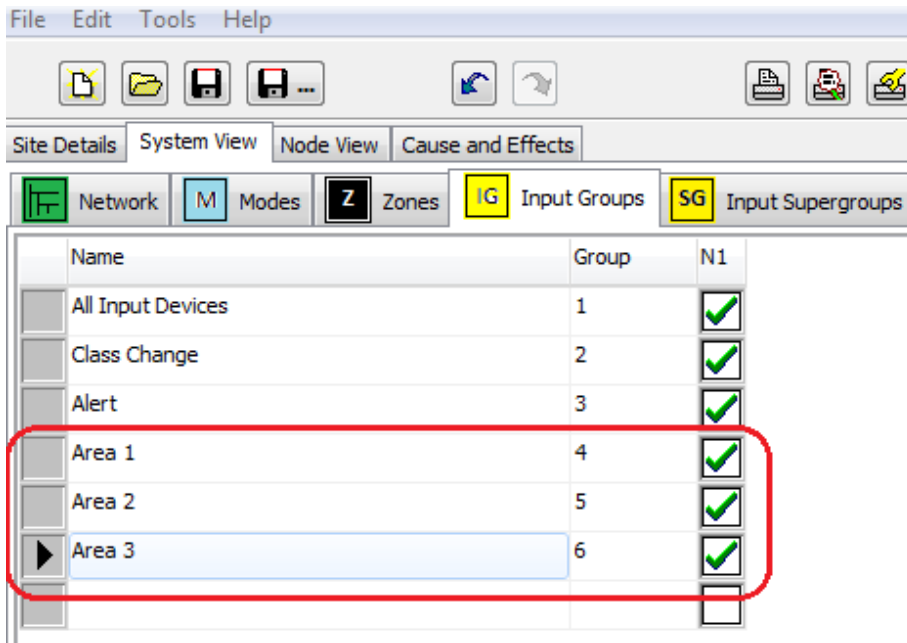 File Edit Tools Help
...
Site Details System View Node View Cause and Effects
Network M Modes Z Zones IG Input Groups SG Input Supergroups
Name Group N1
All Input Devices 1
Class Change 2
Alert 3
Area 1 4
Area 2 5
Area 3 6